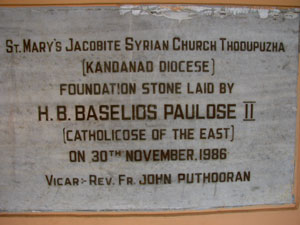 St. Mary's Jacobite Syrian Church Thodupuzha
(KANDANAD DIOCESE)
FOUNDATION STONE LAID BY
H. B. BASELIOS PAULOSE II
(CATHOLICOSE OF THE EAST)
ON 30TH NOVEMBER, 1986
Vicar:- Rev. Fr. JOHN PUTHOORAN